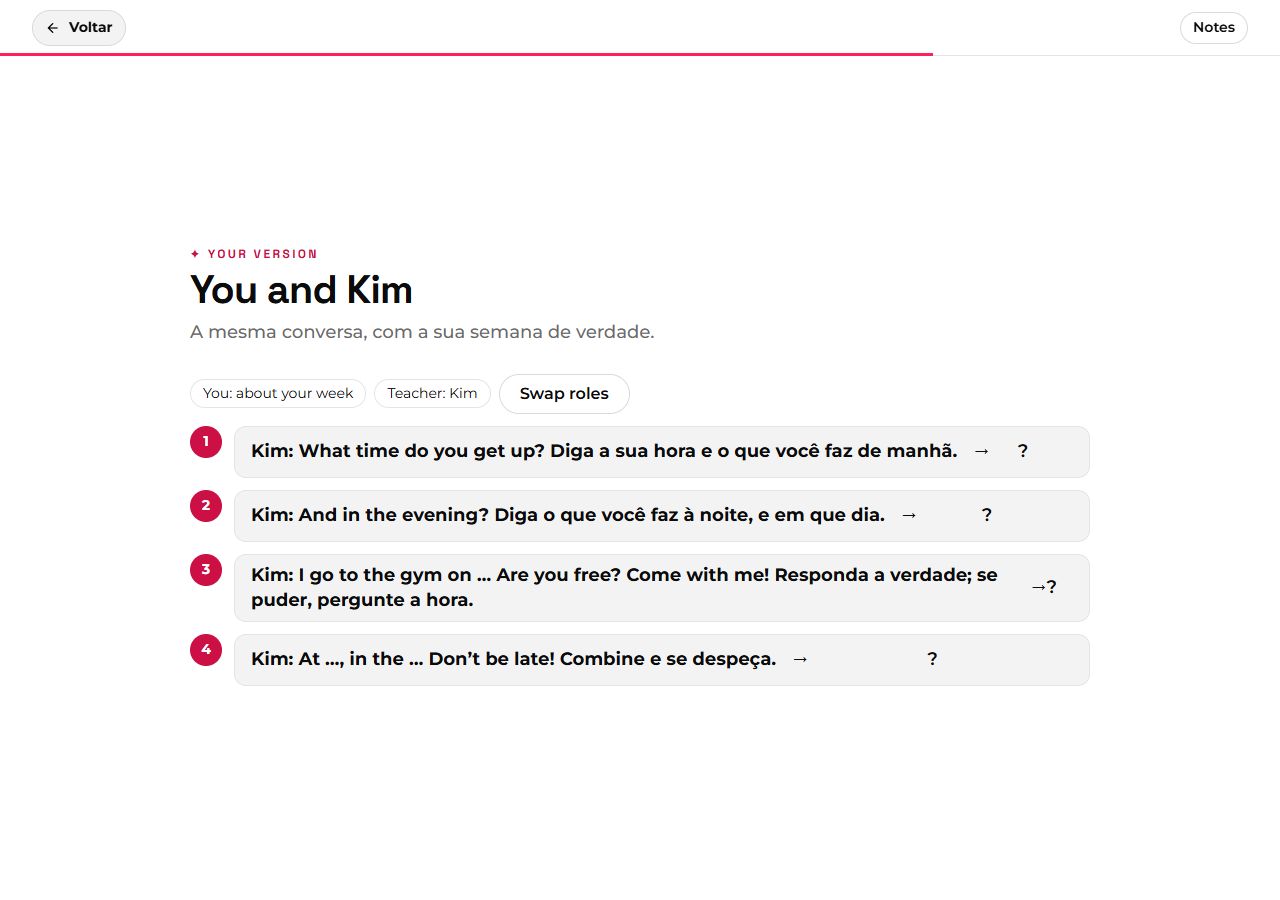 ← Voltar
Notes
✦ YOUR VERSION
You and Kim
A mesma conversa, com a sua semana de verdade.
You: about your week
Teacher: Kim
Swap roles
1
Kim: What time do you get up? Diga a sua hora e o que você faz de manhã. → ?
2
Kim: And in the evening? Diga o que você faz à noite, e em que dia. → ?
3
Kim: I go to the gym on … Are you free? Come with me! Responda a verdade; se
puder, pergunte a hora.
→?
4
Kim: At …, in the … Don’t be late! Combine e se despeça. → ?